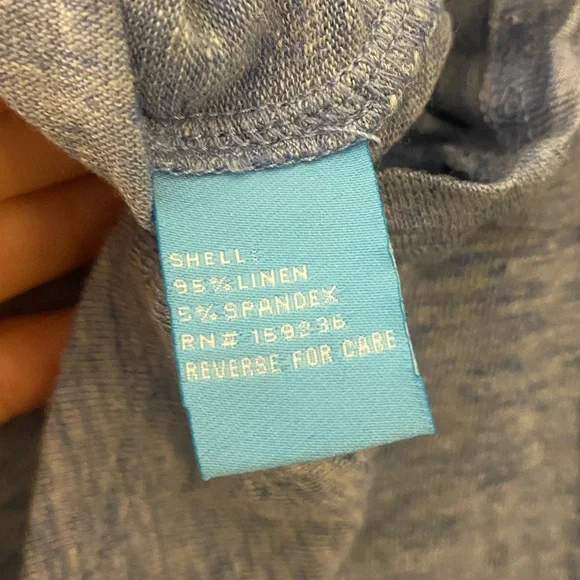 SHELL:
95% LINEN
5% SPANDEX
RN# 159236
REVERSE FOR CARE